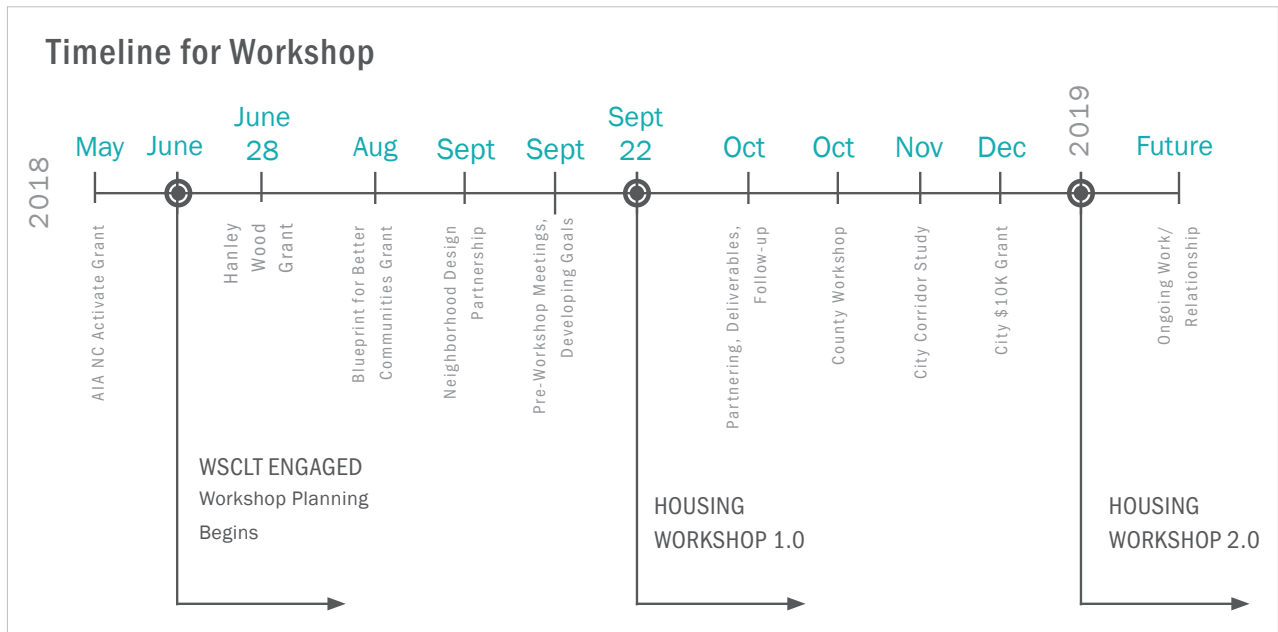 Timeline for Workshop
2018
May
June
June
28
Aug
Sept
Sept
Sept
22
Oct
Oct
Nov
Dec
2019
Future
AIA NC Activate Grant
Hanley
Wood
Grant
Blueprint for Better
Communities Grant
Neighborhood Design
Partnership
Pre-Workshop Meetings,
Developing Goals
Partnering, Deliverables,
Follow-up
County Workshop
City Corridor Study
City $10K Grant
Ongoing Work/
Relationship
WSCLT ENGAGED
Workshop Planning
Begins
HOUSING
WORKSHOP 1.0
HOUSING
WORKSHOP 2.0